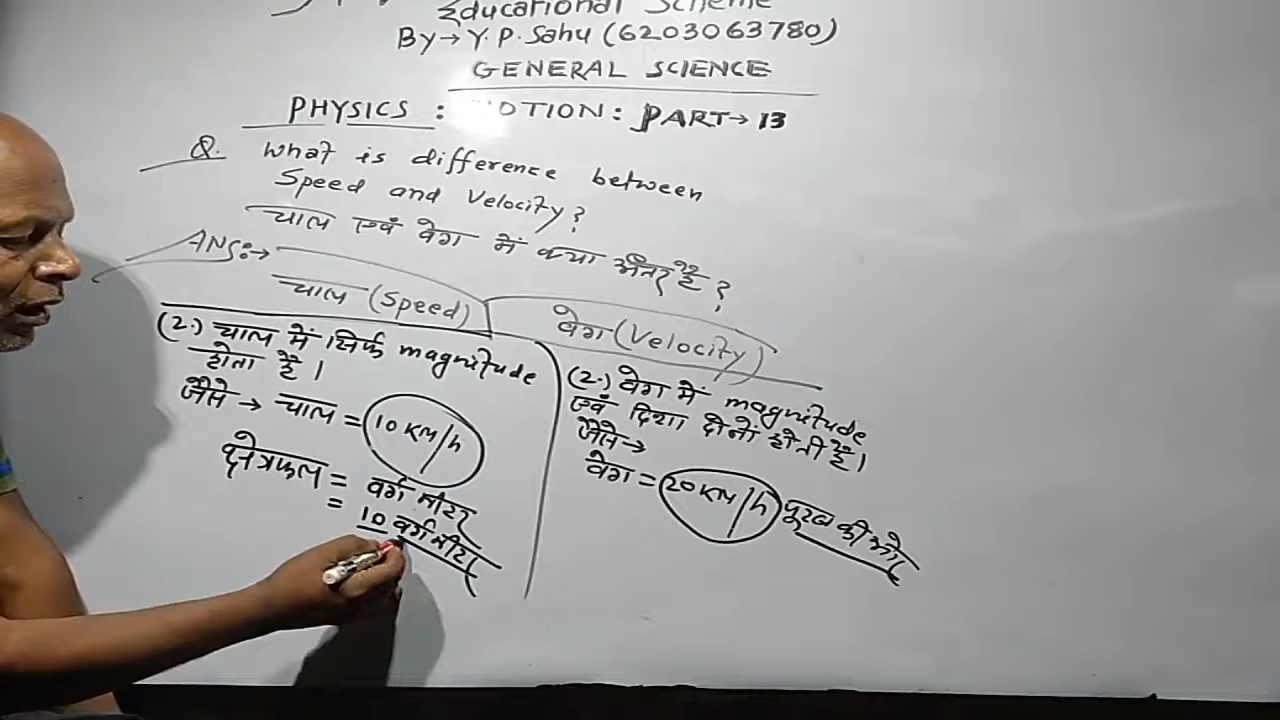 Educational Scheme
By→ Y.P. Sahu (6203063780)
GENERAL SCIENCE
PHYSICS : MOTION: PART→ 13
Q. What is difference between
Speed and Velocity?
चाल एवं वेग में क्या अंतर है ?
ANS:→
चाल (Speed)
(2.) चाल में सिर्फ magnitude
होता है।
जैसे → चाल = 10 KM/h
क्षेत्रफल = वर्ग मीटर
= 10 वर्ग मीटर
वेग (Velocity)
(2.) वेग में magnitude
एवं दिशा दोनों होती है।
जैसे →
वेग = 20 KM/h पूरब की ओर